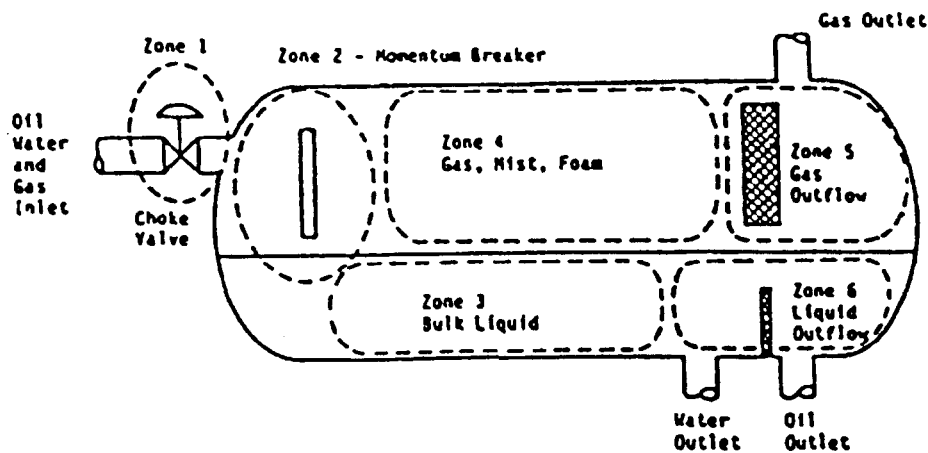 Gas Outlet
Zone 1
Zone 2 - Momentum Breaker
Oil
Water
and
Gas
Inlet
Choke
Valve
Zone 4
Gas, Mist, Foam
Zone 5
Gas
Outflow
Zone 3
Bulk Liquid
Zone 6
Liquid
Outflow
Water
Outlet
Oil
Outlet